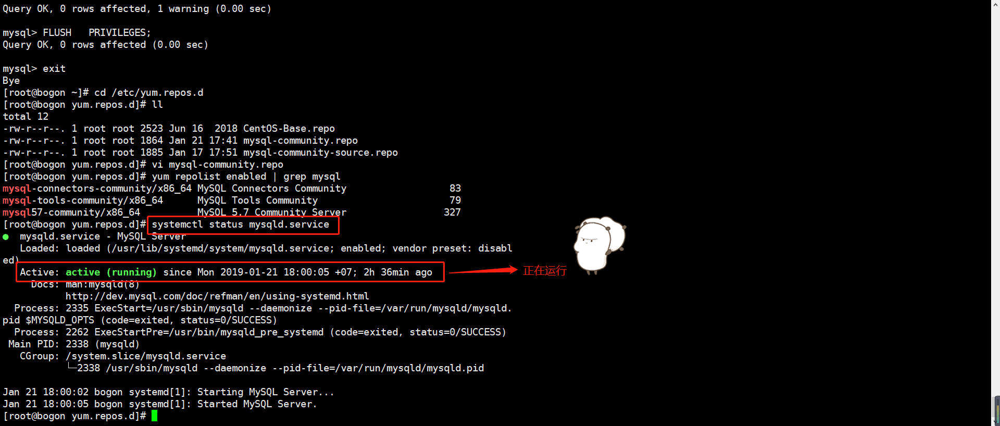 Query OK, 0 rows affected, 1 warning (0.00 sec)
mysql> FLUSH   PRIVILEGES;
Query OK, 0 rows affected (0.00 sec)
mysql> exit
Bye
[root@bogon ~]# cd /etc/yum.repos.d
[root@bogon yum.repos.d]# ll
total 12
-rw-r--r--. 1 root root 2523 Jun 16  2018 CentOS-Base.repo
-rw-r--r--. 1 root root 1864 Jan 21 17:41 mysql-community.repo
-rw-r--r--. 1 root root 1885 Jan 17 17:51 mysql-community-source.repo
[root@bogon yum.repos.d]# vi mysql-community.repo
[root@bogon yum.repos.d]# yum repolist enabled | grep mysql
mysql-connectors-community/x86_64 MySQL Connectors Community                  83
mysql-tools-community/x86_64      MySQL Tools Community                       79
mysql57-community/x86_64          MySQL 5.7 Community Server                 327
[root@bogon yum.repos.d]# systemctl status mysqld.service
● mysqld.service - MySQL Server
   Loaded: loaded (/usr/lib/systemd/system/mysqld.service; enabled; vendor preset: disabl
ed)
   Active: active (running) since Mon 2019-01-21 18:00:05 +07; 2h 36min ago
正在运行
     Docs: man:mysqld(8)
           http://dev.mysql.com/doc/refman/en/using-systemd.html
  Process: 2335 ExecStart=/usr/sbin/mysqld --daemonize --pid-file=/var/run/mysqld/mysqld.
pid $MYSQLD_OPTS (code=exited, status=0/SUCCESS)
  Process: 2262 ExecStartPre=/usr/bin/mysqld_pre_systemd (code=exited, status=0/SUCCESS)
 Main PID: 2338 (mysqld)
   CGroup: /system.slice/mysqld.service
           └─2338 /usr/sbin/mysqld --daemonize --pid-file=/var/run/mysqld/mysqld.pid
Jan 21 18:00:02 bogon systemd[1]: Starting MySQL Server...
Jan 21 18:00:05 bogon systemd[1]: Started MySQL Server.
[root@bogon yum.repos.d]#